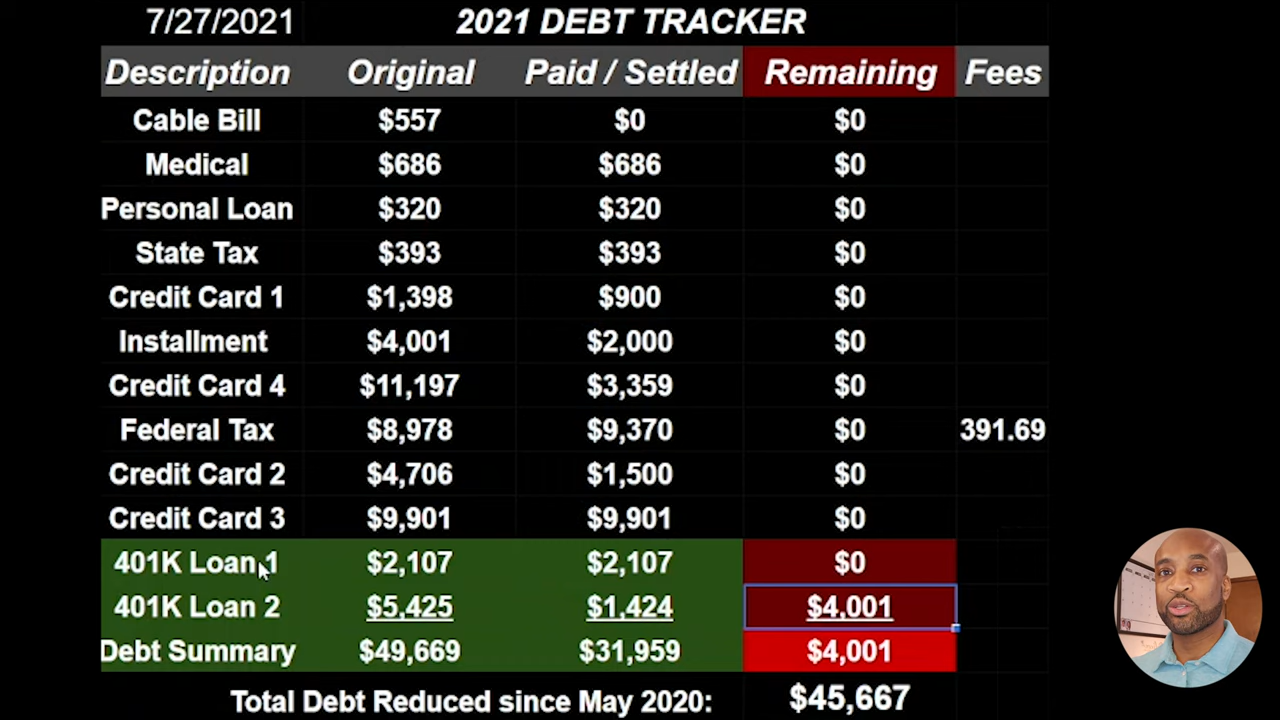 7/27/2021 2021 DEBT TRACKER
Description Original Paid / Settled Remaining Fees
Cable Bill $557 $0 $0
Medical $686 $686 $0
Personal Loan $320 $320 $0
State Tax $393 $393 $0
Credit Card 1 $1,398 $900 $0
Installment $4,001 $2,000 $0
Credit Card 4 $11,197 $3,359 $0
Federal Tax $8,978 $9,370 $0 391.69
Credit Card 2 $4,706 $1,500 $0
Credit Card 3 $9,901 $9,901 $0
401K Loan 1 $2,107 $2,107 $0
401K Loan 2 $5,425 $1,424 $4,001
Debt Summary $49,669 $31,959 $4,001
Total Debt Reduced since May 2020: $45,667